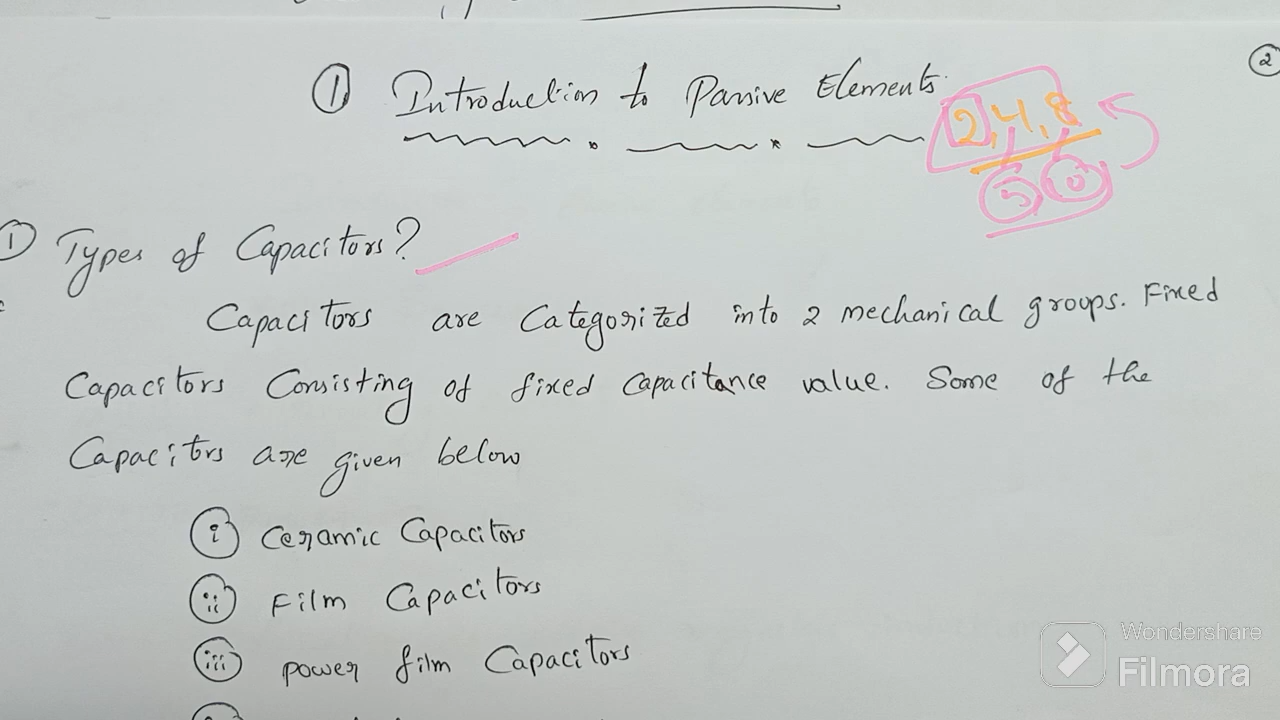 ① Introduction to Passive Elements.
②
2, 4, 8
5
① Types of Capacitors?
Capacitors are Categorized into 2 mechanical groups. Fixed
Capacitors Consisting of fixed Capacitance value. Some of the
Capacitors are given below
ⓘ Ceramic Capacitors
ii Film Capacitors
iii power film Capacitors
Wondershare
Filmora